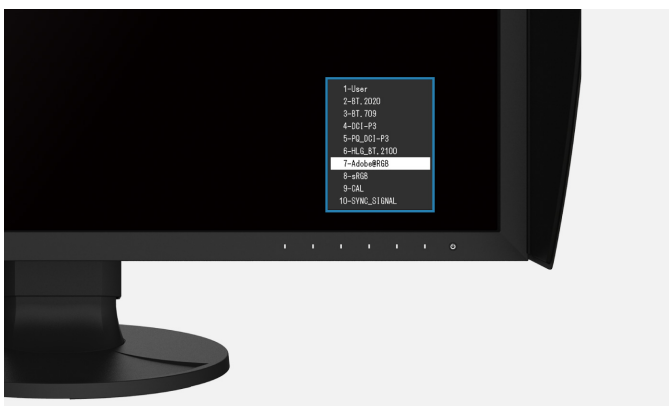 1-User
2-BT.2020
3-BT.709
4-DCI-P3
5-PQ_DCI-P3
6-HLG_BT.2100
7-Adobe®RGB
8-sRGB
9-CAL
10-SYNC_SIGNAL